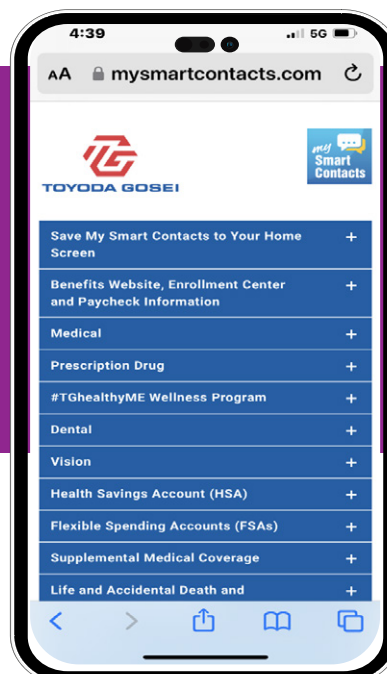 4:39
5G
AA mysmartcontacts.com
TOYODA GOSEI
my
Smart
Contacts
Save My Smart Contacts to Your Home
Screen
+
Benefits Website, Enrollment Center
and Paycheck Information
+
Medical +
Prescription Drug +
#TGhealthyME Wellness Program +
Dental +
Vision +
Health Savings Account (HSA) +
Flexible Spending Accounts (FSAs) +
Supplemental Medical Coverage +
Life and Accidental Death and +